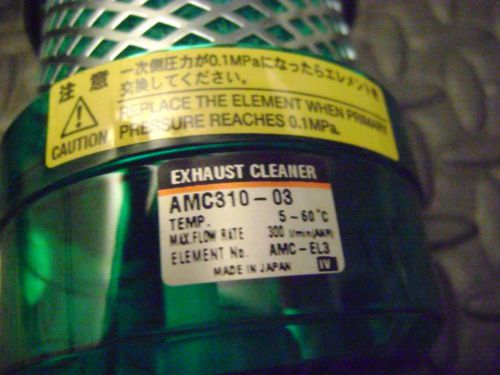 注意
CAUTION
一次側圧力が0.1MPaになったらエレメントを
交換してください。
REPLACE THE ELEMENT WHEN PRIMARY
PRESSURE REACHES 0.1MPa.
EXHAUST CLEANER
AMC310-03
TEMP. 5-60°C
MAX.FLOW RATE 300 l/min(ANR)
ELEMENT No. AMC-EL3
MADE IN JAPAN IV